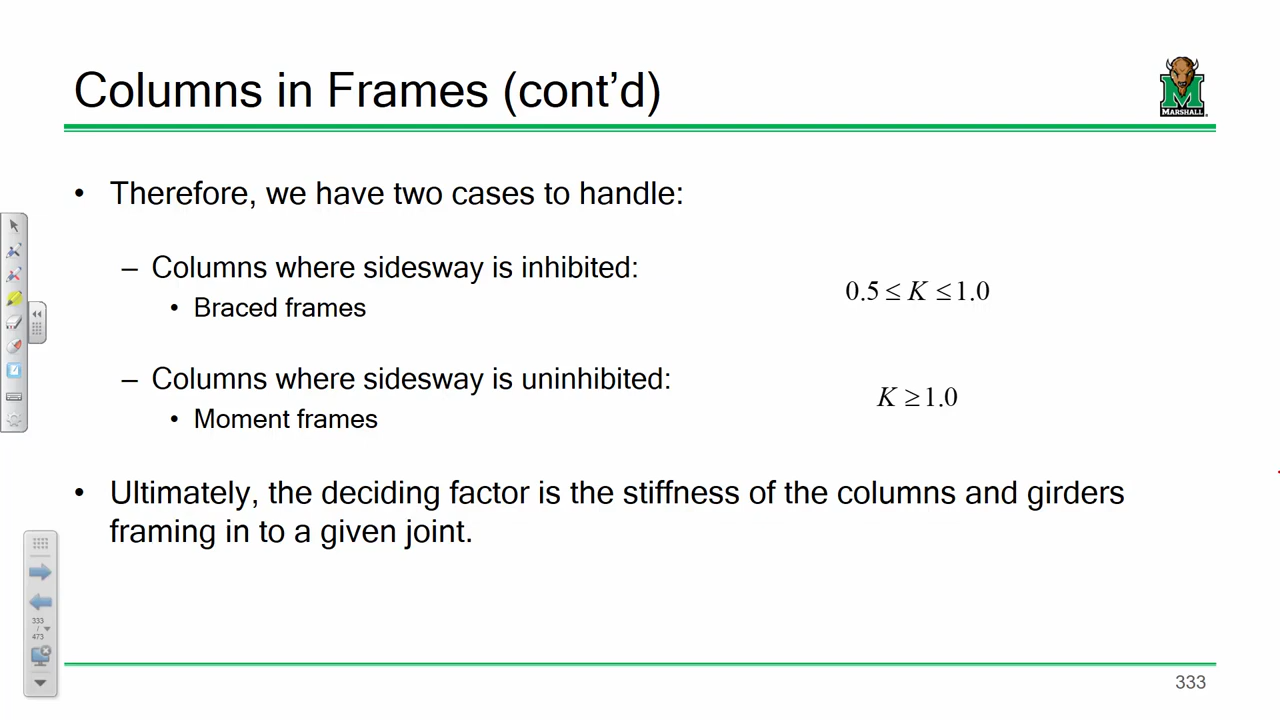 Columns in Frames (cont’d)
MARSHALL
• Therefore, we have two cases to handle:
– Columns where sidesway is inhibited:
• Braced frames
0.5 ≤ K ≤ 1.0
– Columns where sidesway is uninhibited:
• Moment frames
K ≥ 1.0
• Ultimately, the deciding factor is the stiffness of the columns and girders
framing in to a given joint.
333
/
473
333